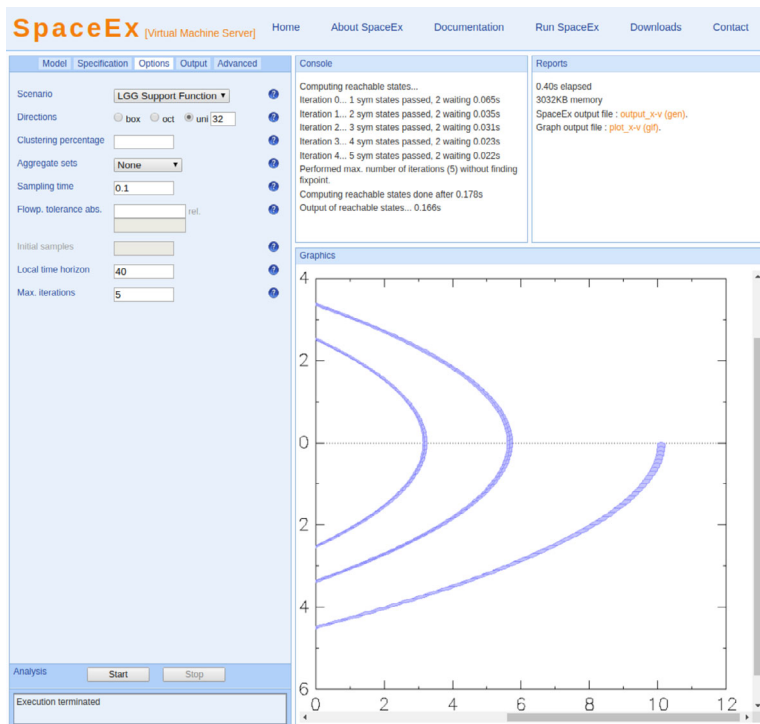 SpaceEx [Virtual Machine Server] Home About SpaceEx Documentation Run SpaceEx Downloads Contact
Model Specification Options Output Advanced
Scenario LGG Support Function
Directions box oct uni 32
Clustering percentage
Aggregate sets None
Sampling time 0.1
Flowp. tolerance abs. rel.
Initial samples
Local time horizon 40
Max. iterations 5
Analysis Start Stop
Execution terminated
Console
Computing reachable states...
Iteration 0... 1 sym states passed, 2 waiting 0.065s
Iteration 1... 2 sym states passed, 2 waiting 0.035s
Iteration 2... 3 sym states passed, 2 waiting 0.031s
Iteration 3... 4 sym states passed, 2 waiting 0.023s
Iteration 4... 5 sym states passed, 2 waiting 0.022s
Performed max. number of iterations (5) without finding
fixpoint.
Computing reachable states done after 0.178s
Output of reachable states... 0.166s
Reports
0.40s elapsed
3032KB memory
SpaceEx output file : output_x-v (gen).
Graph output file : plot_x-v (gif).
Graphics
4
2
0
2
4
6
0 2 4 6 8 10 12